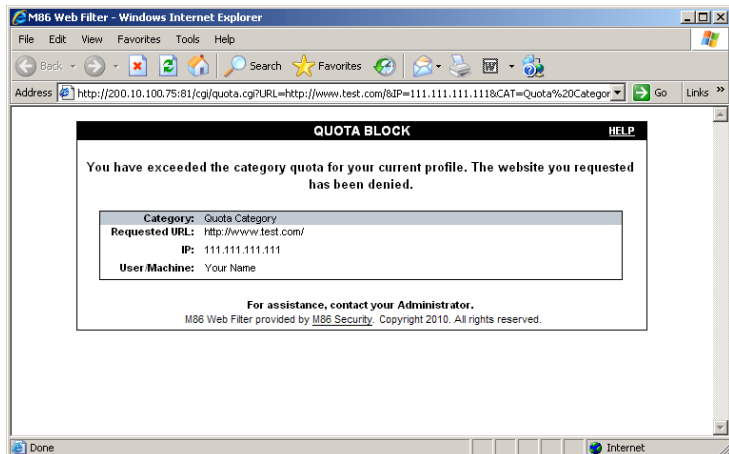 M86 Web Filter - Windows Internet Explorer
File Edit View Favorites Tools Help
Back Search Favorites
Address http://200.10.100.75:81/cgi/quota.cgi?URL=http://www.test.com/&IP=111.111.111.111&CAT=Quota%20Categor Go Links »
QUOTA BLOCK HELP
You have exceeded the category quota for your current profile. The website you requested
has been denied.
Category: Quota Category
Requested URL: http://www.test.com/
IP: 111.111.111.111
User/Machine: Your Name
For assistance, contact your Administrator.
M86 Web Filter provided by M86 Security. Copyright 2010. All rights reserved.
Done Internet